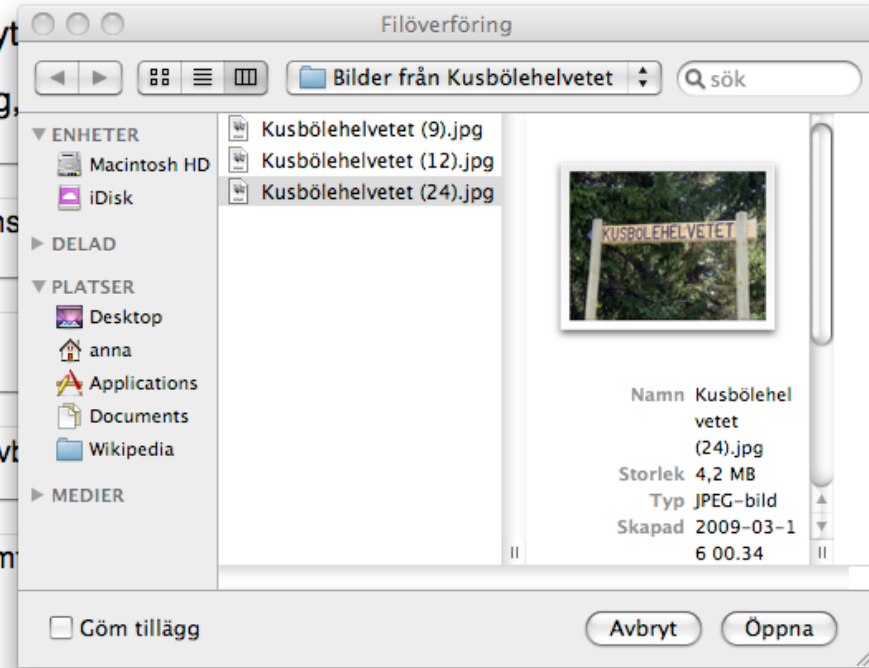 Filöverföring
Bilder från Kusbölehelvetet
sök
ENHETER
Macintosh HD
iDisk
DELAD
PLATSER
Desktop
anna
Applications
Documents
Wikipedia
MEDIER
Kusbölehelvetet (9).jpg
Kusbölehelvetet (12).jpg
Kusbölehelvetet (24).jpg
KUSBÖLEHELVETET
Namn Kusbölehel
vetet
(24).jpg
Storlek 4,2 MB
Typ JPEG-bild
Skapad 2009-03-1
6 00.34
Göm tillägg
Avbryt
Öppna